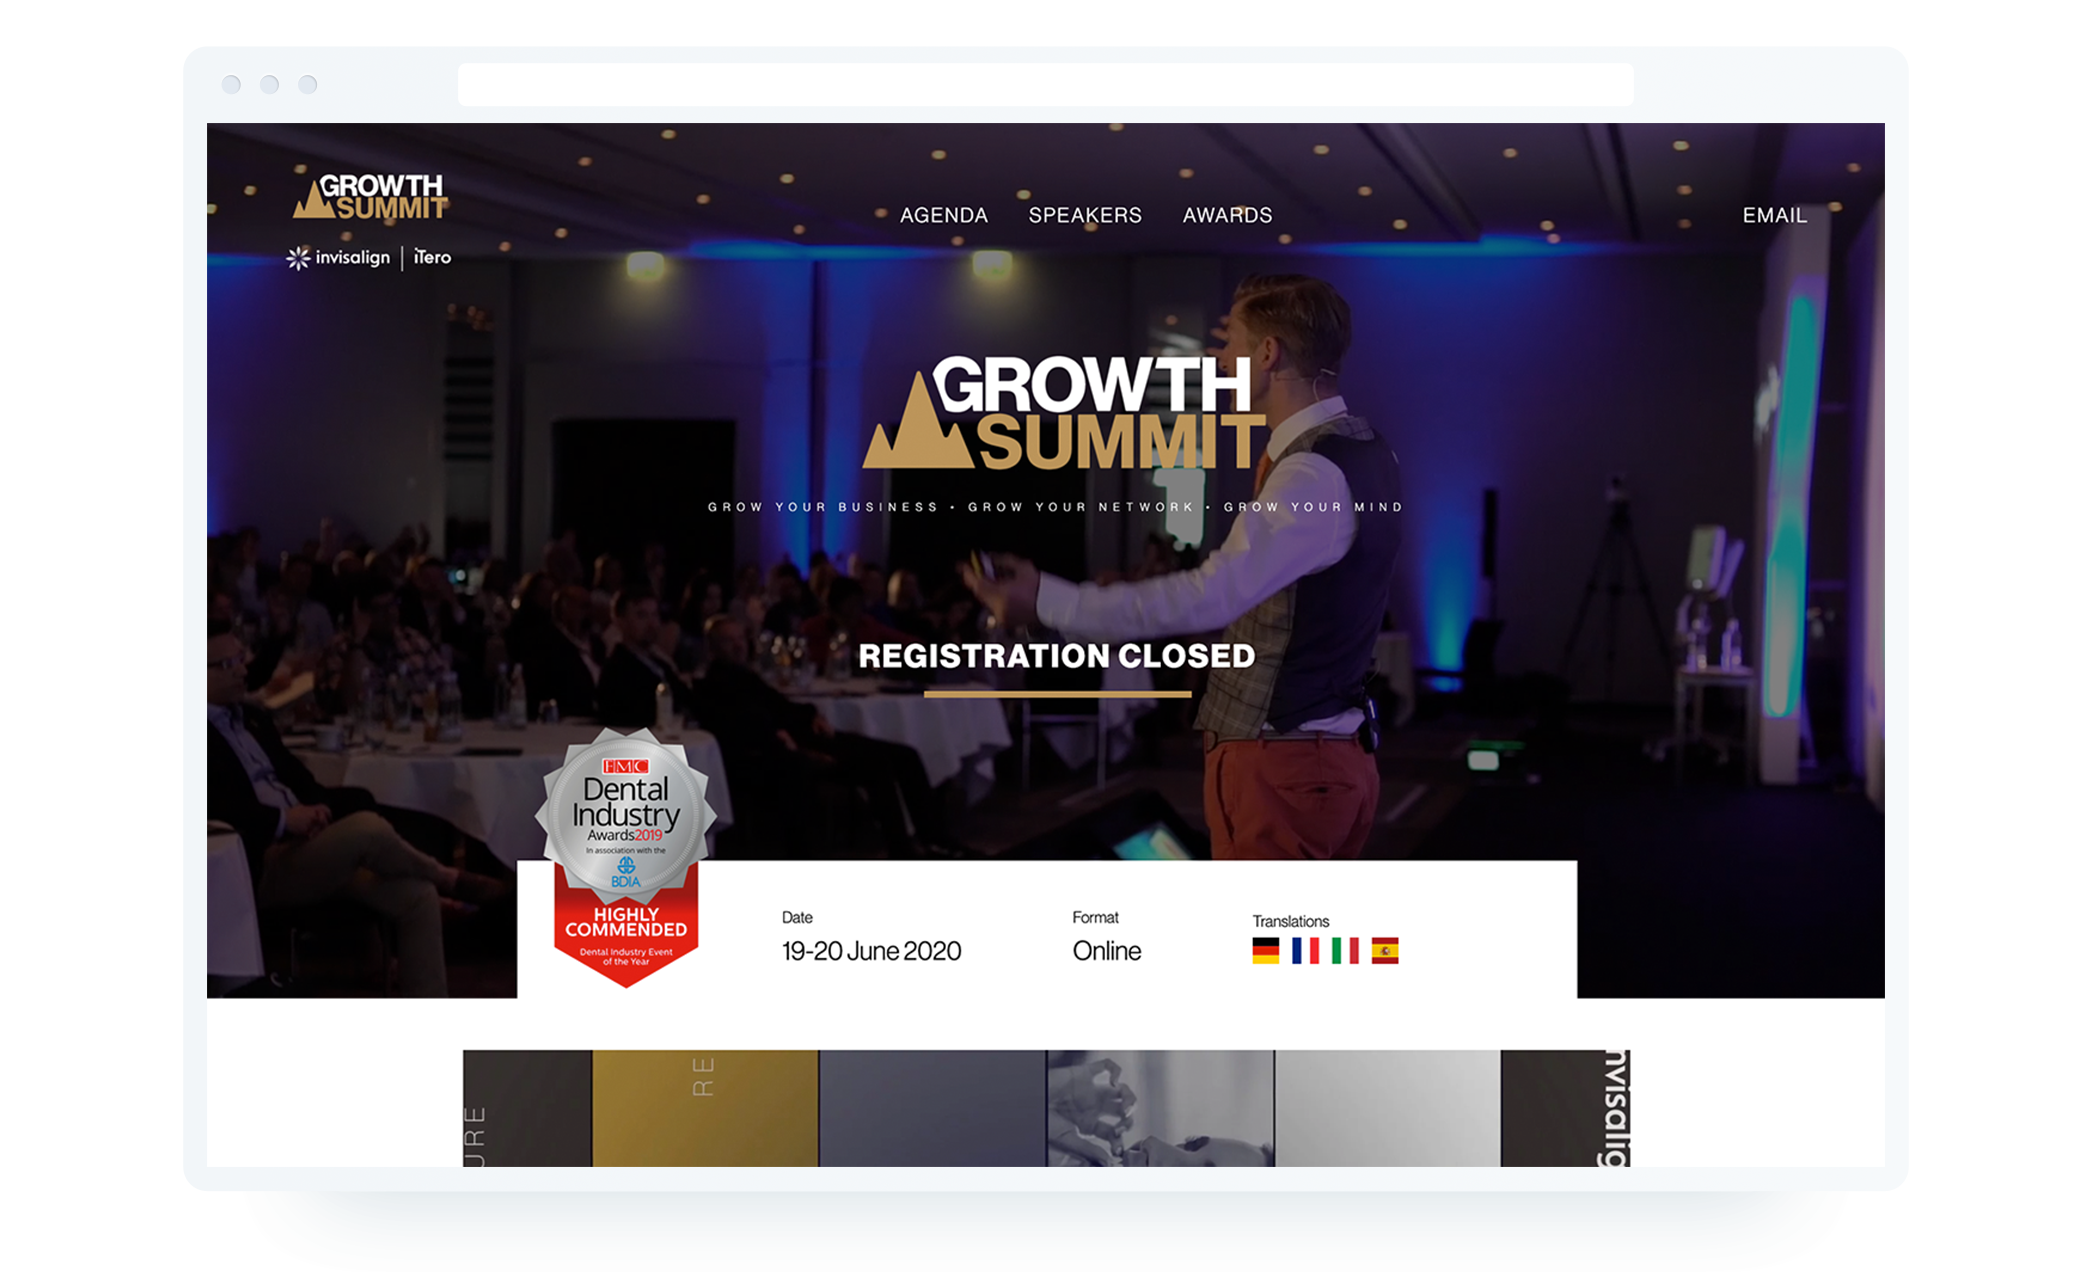 GROWTH
SUMMIT
invisalign | iTero
AGENDA
SPEAKERS
AWARDS
EMAIL
GROWTH
SUMMIT
GROW YOUR BUSINESS • GROW YOUR NETWORK • GROW YOUR MIND
REGISTRATION CLOSED
FMC
Dental
Industry
Awards2019
In association with the
BDIA
HIGHLY
COMMENDED
Dental Industry Event
of the Year
Date
19-20 June 2020
Format
Online
Translations
URE
RE
nvisalig